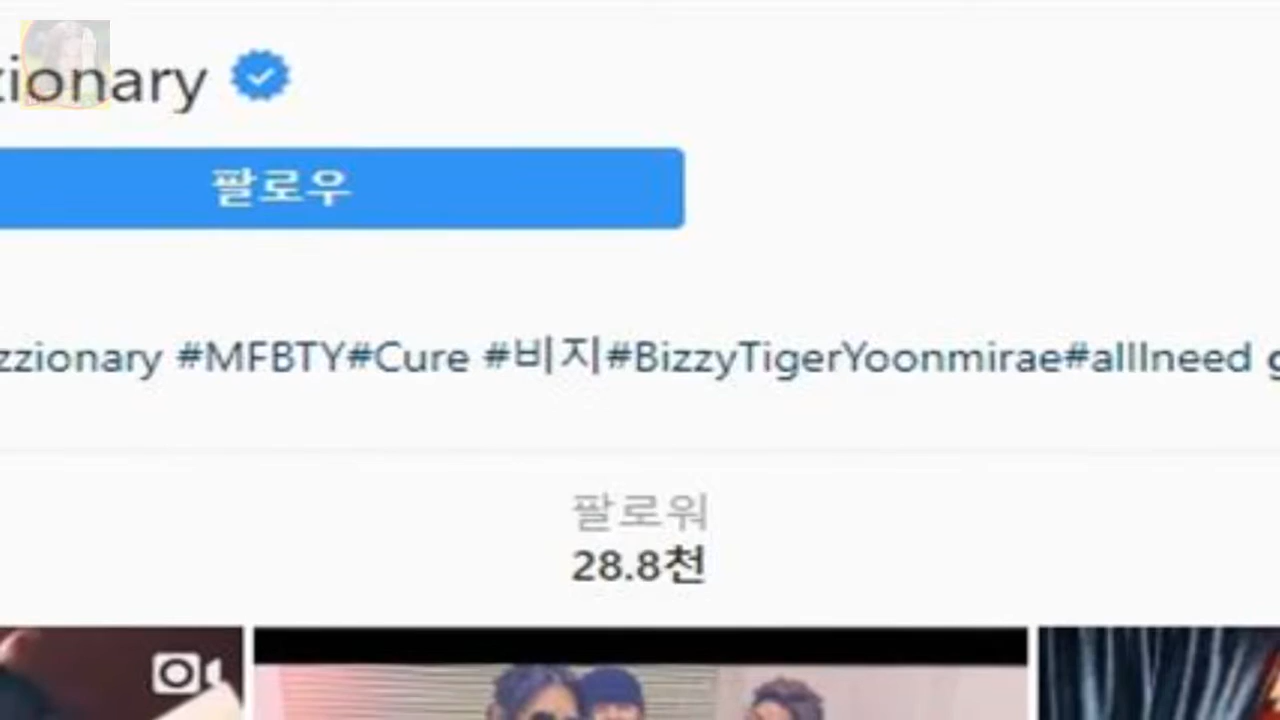 zionary
팔로우
zzionary #MFBTY#Cure #비지#BizzyTigerYoonmirae#allIneed g
팔로워
28.8천